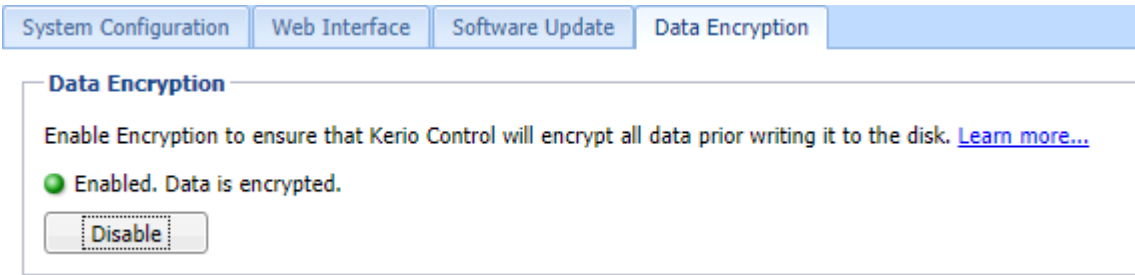 System Configuration Web Interface Software Update Data Encryption
Data Encryption
Enable Encryption to ensure that Kerio Control will encrypt all data prior writing it to the disk. Learn more...
Enabled. Data is encrypted.
Disable